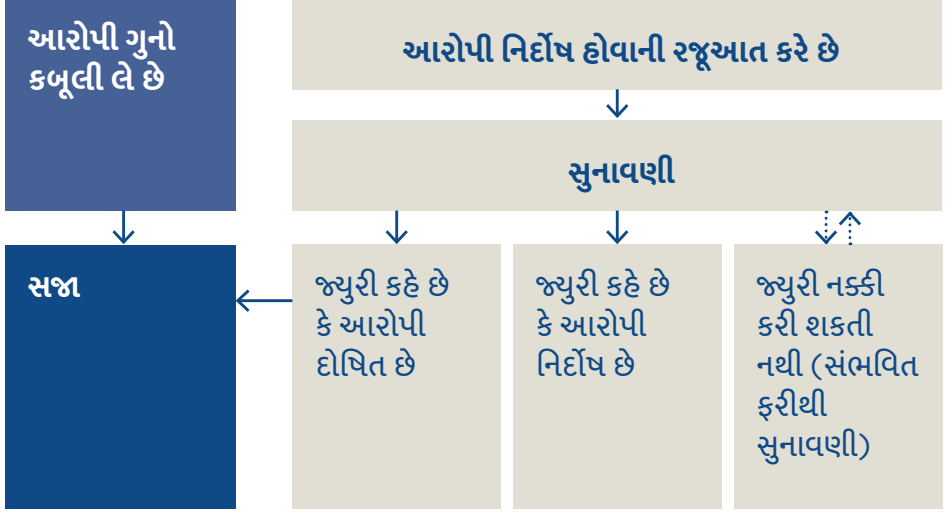 આરોપી ગુનો
કબૂલી લે છે
આરોપી નિર્દોષ હોવાની રજૂઆત કરે છે
સુનાવણી
સજા
જ્યુરી કહે છે
કે આરોપી
દોષિત છે
જ્યુરી કહે છે
કે આરોપી
નિર્દોષ છે
જ્યુરી નક્કી
કરી શકતી
નથી (સંભવિત
ફરીથી
સુનાવણી)